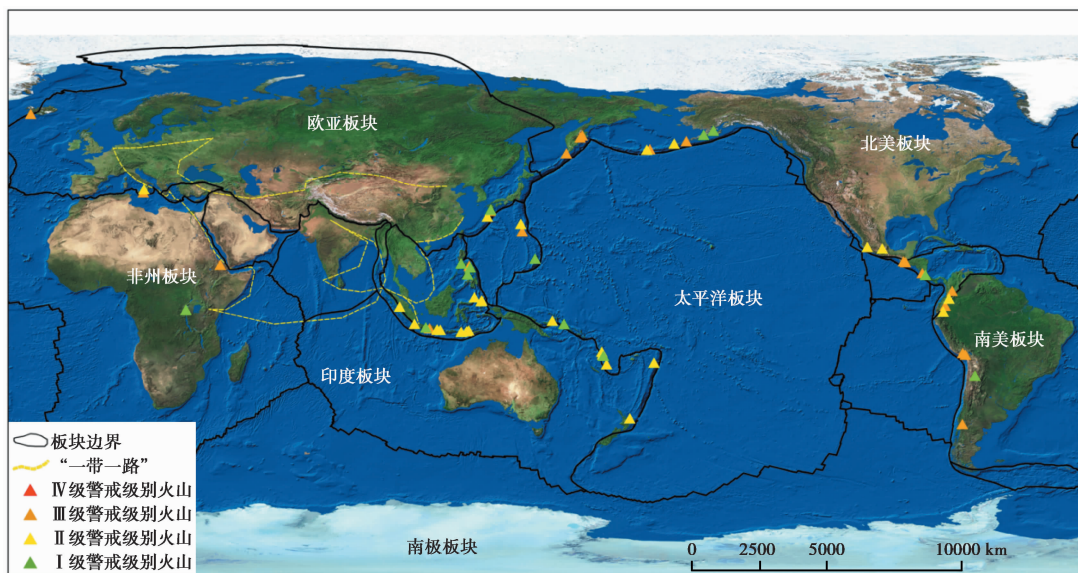 欧亚板块
北美板块
非州板块
太平洋板块
南美板块
印度板块
板块边界
“一带一路”
Ⅳ级警戒级别火山
Ⅲ级警戒级别火山
Ⅱ级警戒级别火山
Ⅰ级警戒级别火山
南极板块
0 2500 5000 10000 km